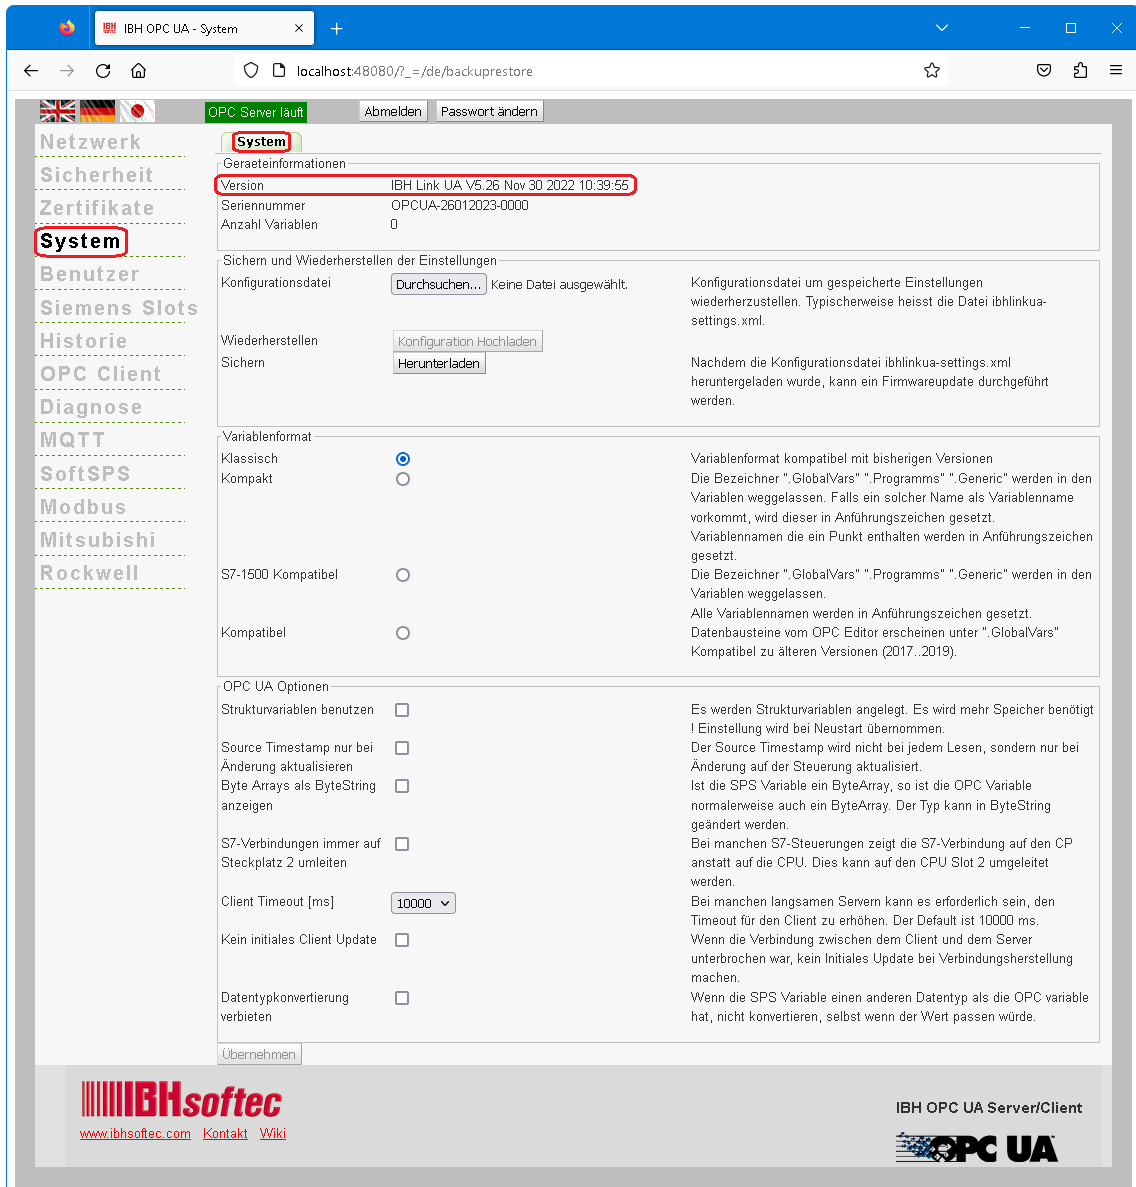 IBH OPC UA - System
localhost:48080/?_=/de/backuprestore
OPC Server läuft
Abmelden
Passwort ändern
Netzwerk
Sicherheit
Zertifikate
System
Benutzer
Siemens Slots
Historie
OPC Client
Diagnose
MQTT
SoftSPS
Modbus
Mitsubishi
Rockwell
System
Geraeteinformationen
Version IBH Link UA V5.26 Nov 30 2022 10:39:55
Seriennummer OPCUA-26012023-0000
Anzahl Variablen 0
Sichern und Wiederherstellen der Einstellungen
Konfigurationsdatei Durchsuchen... Keine Datei ausgewählt.
Konfigurationsdatei um gespeicherte Einstellungen
wiederherzustellen. Typischerweise heisst die Datei ibhlinkua-
settings.xml.
Wiederherstellen Konfiguration Hochladen
Sichern Herunterladen
Nachdem die Konfigurationsdatei ibhlinkua-settings.xml
heruntergeladen wurde, kann ein Firmwareupdate durchgeführt
werden.
Variablenformat
Klassisch
Variablenformat kompatibel mit bisherigen Versionen
Kompakt
Die Bezeichner ".GlobalVars" ".Programms" ".Generic" werden in den
Variablen weggelassen. Falls ein solcher Name als Variablenname
vorkommt, wird dieser in Anführungszeichen gesetzt.
Variablennamen die ein Punkt enthalten werden in Anführungszeichen
gesetzt.
S7-1500 Kompatibel
Die Bezeichner ".GlobalVars" ".Programms" ".Generic" werden in den
Variablen weggelassen.
Alle Variablennamen werden in Anführungszeichen gesetzt.
Kompatibel
Datenbausteine vom OPC Editor erscheinen unter ".GlobalVars"
Kompatibel zu älteren Versionen (2017..2019).
OPC UA Optionen
Strukturvariablen benutzen
Es werden Strukturvariablen angelegt. Es wird mehr Speicher benötigt
! Einstellung wird bei Neustart übernommen.
Source Timestamp nur bei
Änderung aktualisieren
Der Source Timestamp wird nicht bei jedem Lesen, sondern nur bei
Änderung auf der Steuerung aktualisiert.
Byte Arrays als ByteString
anzeigen
Ist die SPS Variable ein ByteArray, so ist die OPC Variable
normalerweise auch ein ByteArray. Der Typ kann in ByteString
geändert werden.
S7-Verbindungen immer auf
Steckplatz 2 umleiten
Bei manchen S7-Steuerungen zeigt die S7-Verbindung auf den CP
anstatt auf die CPU. Dies kann auf den CPU Slot 2 umgeleitet
werden.
Client Timeout [ms] 10000
Bei manchen langsamen Servern kann es erforderlich sein, den
Timeout für den Client zu erhöhen. Der Default ist 10000 ms.
Kein initiales Client Update
Wenn die Verbindung zwischen dem Client und dem Server
unterbrochen war, kein Initiales Update bei Verbindungsherstellung
machen.
Datentypkonvertierung
verbieten
Wenn die SPS Variable einen anderen Datentyp als die OPC variable
hat, nicht konvertieren, selbst wenn der Wert passen würde.
Übernehmen
IBHsoftec
www.ibhsoftec.com Kontakt Wiki
IBH OPC UA Server/Client
OPC UA